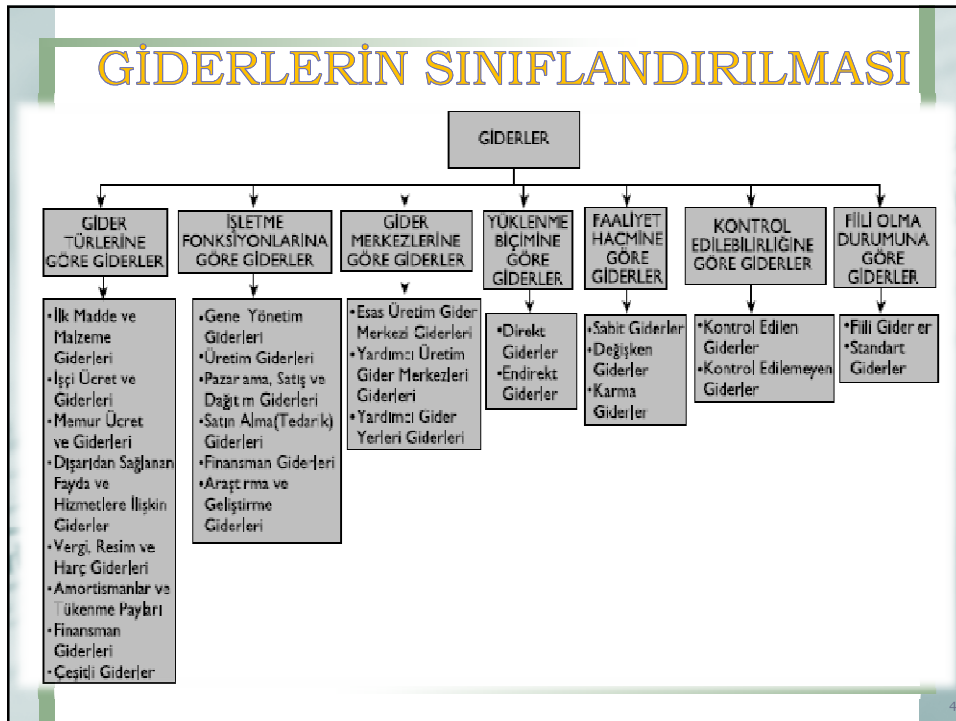 GİDERLERİN SINIFLANDIRILMASI
GİDERLER
GİDER
TÜRLERİNE
GÖRE GİDERLER
•İlk Madde ve
Malzeme
Giderleri
•İşçi Ücret ve
Giderleri
•Memur Ücret
ve Giderleri
•Dışarıdan Sağlanan
Fayda ve
Hizmetlere İlişkin
Giderler
•Vergi, Resim ve
Harç Giderleri
•Amortismanlar ve
Tükenme Payları
•Finansman
Giderleri
•Çeşitli Giderler
İŞLETME
FONKSİYONLARINA
GÖRE GİDERLER
•Gene Yönetim
Giderleri
•Üretim Giderleri
•Pazarlama, Satış ve
Dağıtım Giderleri
•Satın Alma(Tedarik)
Giderleri
•Finansman Giderleri
•Araştırma ve
Geliştirme
Giderleri
GİDER
MERKEZLERİNE
GÖRE GİDERLER
•Esas Üretim Gider
Merkezi Giderleri
•Yardımcı Üretim
Gider Merkezleri
Giderleri
•Yardımcı Gider
Yerleri Giderleri
YÜKLENME
BİÇİMİNE
GÖRE
GİDERLER
•Direkt
Giderler
•Endirekt
Giderler
FAALİYET
HACMİNE
GÖRE
GİDERLER
•Sabit Giderler
•Değişken
Giderler
•Karma
Giderler
KONTROL
EDİLEBİLİRLİĞİNE
GÖRE GİDERLER
•Kontrol Edilen
Giderler
•Kontrol Edilemeyen
Giderler
FİİLİ OLMA
DURUMUNA
GÖRE
GİDERLER
•Fiili Giderler
•Standart
Giderler
4